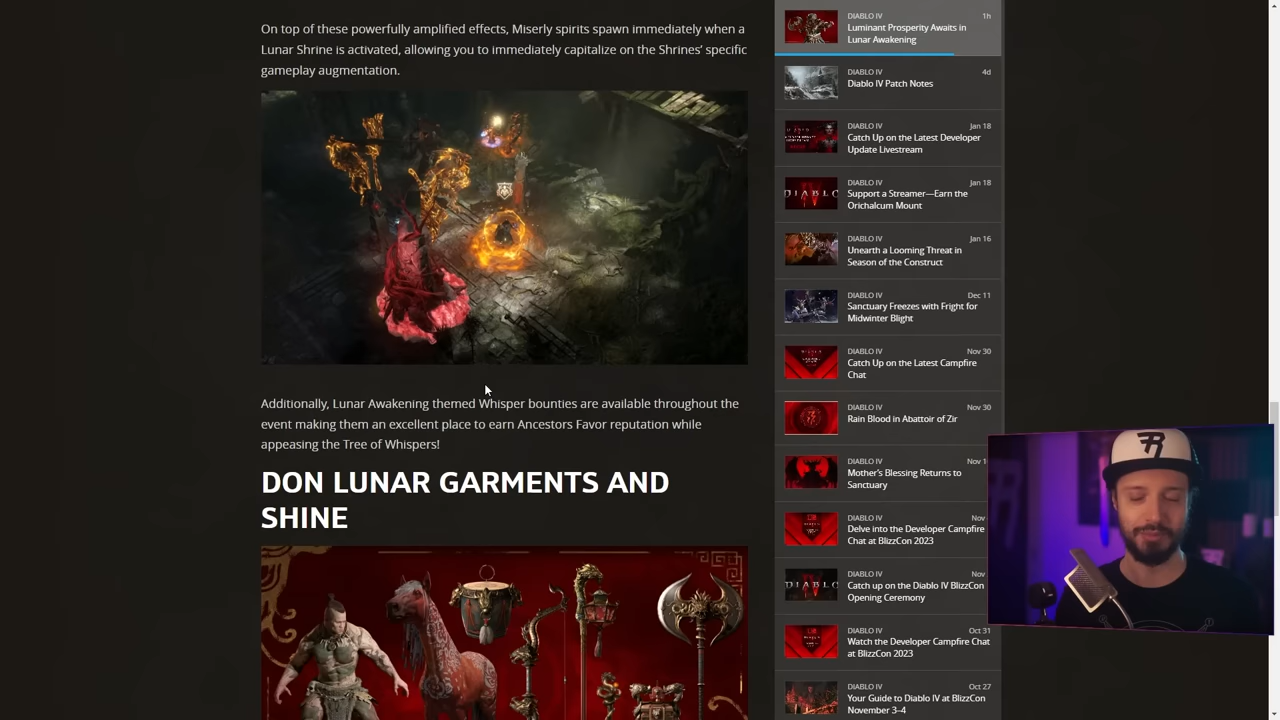 On top of these powerfully amplified effects, Miserly spirits spawn immediately when a
Lunar Shrine is activated, allowing you to immediately capitalize on the Shrines' specific
gameplay augmentation.
Additionally, Lunar Awakening themed Whisper bounties are available throughout the
event making them an excellent place to earn Ancestors Favor reputation while
appeasing the Tree of Whispers!
DON LUNAR GARMENTS AND
SHINE
DIABLO IV
1h
Luminant Prosperity Awaits in
Lunar Awakening
DIABLO IV
4d
Diablo IV Patch Notes
DIABLO IV
Jan 18
Catch Up on the Latest Developer
Update Livestream
DIABLO IV
Jan 18
Support a Streamer—Earn the
Orichalcum Mount
DIABLO IV
Jan 16
Unearth a Looming Threat in
Season of the Construct
DIABLO IV
Dec 11
Sanctuary Freezes with Fright for
Midwinter Blight
DIABLO IV
Nov 30
Catch Up on the Latest Campfire
Chat
DIABLO IV
Nov 30
Rain Blood in Abattoir of Zir
DIABLO IV
Nov 1
Mother's Blessing Returns to
Sanctuary
DIABLO IV
Nov
Delve into the Developer Campfire
Chat at BlizzCon 2023
DIABLO IV
Nov
Catch up on the Diablo IV BlizzCon
Opening Ceremony
DIABLO IV
Oct 31
Watch the Developer Campfire Chat
at BlizzCon 2023
DIABLO IV
Oct 27
Your Guide to Diablo IV at BlizzCon
November 3–4